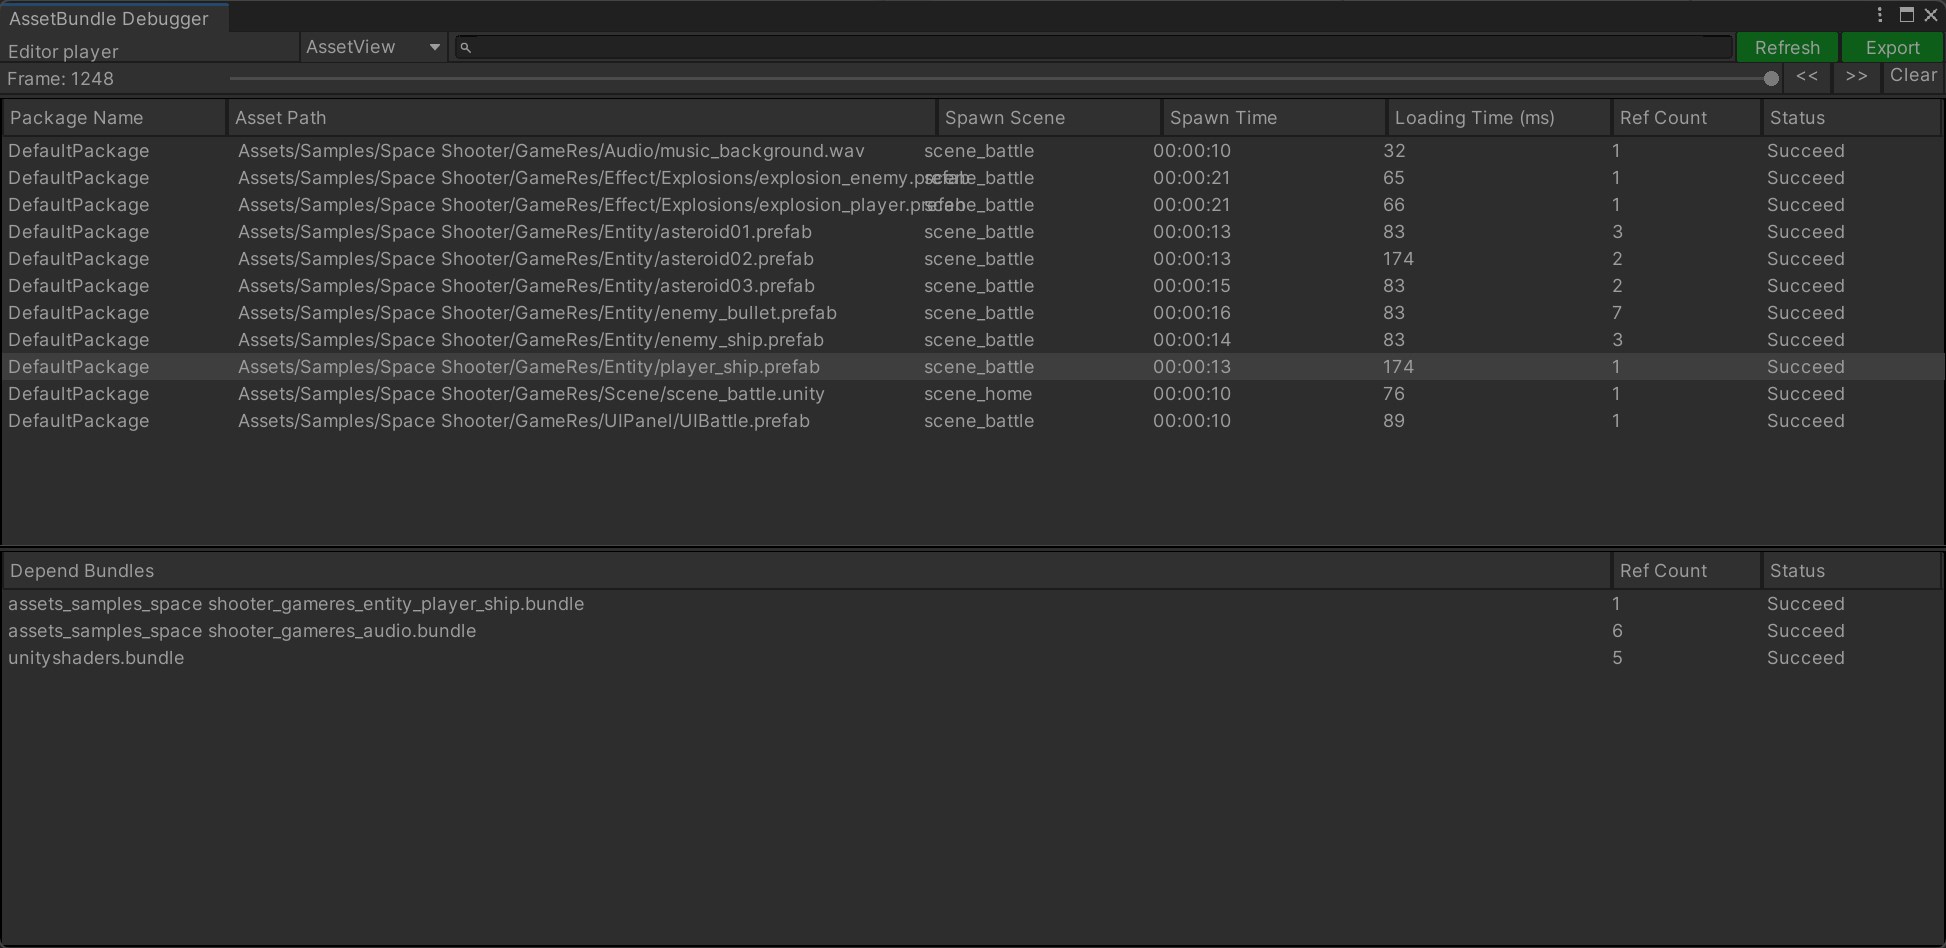 AssetBundle Debugger
Editor player AssetView Refresh Export
Frame: 1248 << >> Clear
Package Name Asset Path Spawn Scene Spawn Time Loading Time (ms) Ref Count Status
DefaultPackage Assets/Samples/Space Shooter/GameRes/Audio/music_background.wav scene_battle 00:00:10 32 1 Succeed
DefaultPackage Assets/Samples/Space Shooter/GameRes/Effect/Explosions/explosion_enemy.prefab scene_battle 00:00:21 65 1 Succeed
DefaultPackage Assets/Samples/Space Shooter/GameRes/Effect/Explosions/explosion_player.prefab scene_battle 00:00:21 66 1 Succeed
DefaultPackage Assets/Samples/Space Shooter/GameRes/Entity/asteroid01.prefab scene_battle 00:00:13 83 3 Succeed
DefaultPackage Assets/Samples/Space Shooter/GameRes/Entity/asteroid02.prefab scene_battle 00:00:13 174 2 Succeed
DefaultPackage Assets/Samples/Space Shooter/GameRes/Entity/asteroid03.prefab scene_battle 00:00:15 83 2 Succeed
DefaultPackage Assets/Samples/Space Shooter/GameRes/Entity/enemy_bullet.prefab scene_battle 00:00:16 83 7 Succeed
DefaultPackage Assets/Samples/Space Shooter/GameRes/Entity/enemy_ship.prefab scene_battle 00:00:14 83 3 Succeed
DefaultPackage Assets/Samples/Space Shooter/GameRes/Entity/player_ship.prefab scene_battle 00:00:13 174 1 Succeed
DefaultPackage Assets/Samples/Space Shooter/GameRes/Scene/scene_battle.unity scene_home 00:00:10 76 1 Succeed
DefaultPackage Assets/Samples/Space Shooter/GameRes/UIPanel/UIBattle.prefab scene_battle 00:00:10 89 1 Succeed
Depend Bundles Ref Count Status
assets_samples_space shooter_gameres_entity_player_ship.bundle 1 Succeed
assets_samples_space shooter_gameres_audio.bundle 6 Succeed
unityshaders.bundle 5 Succeed